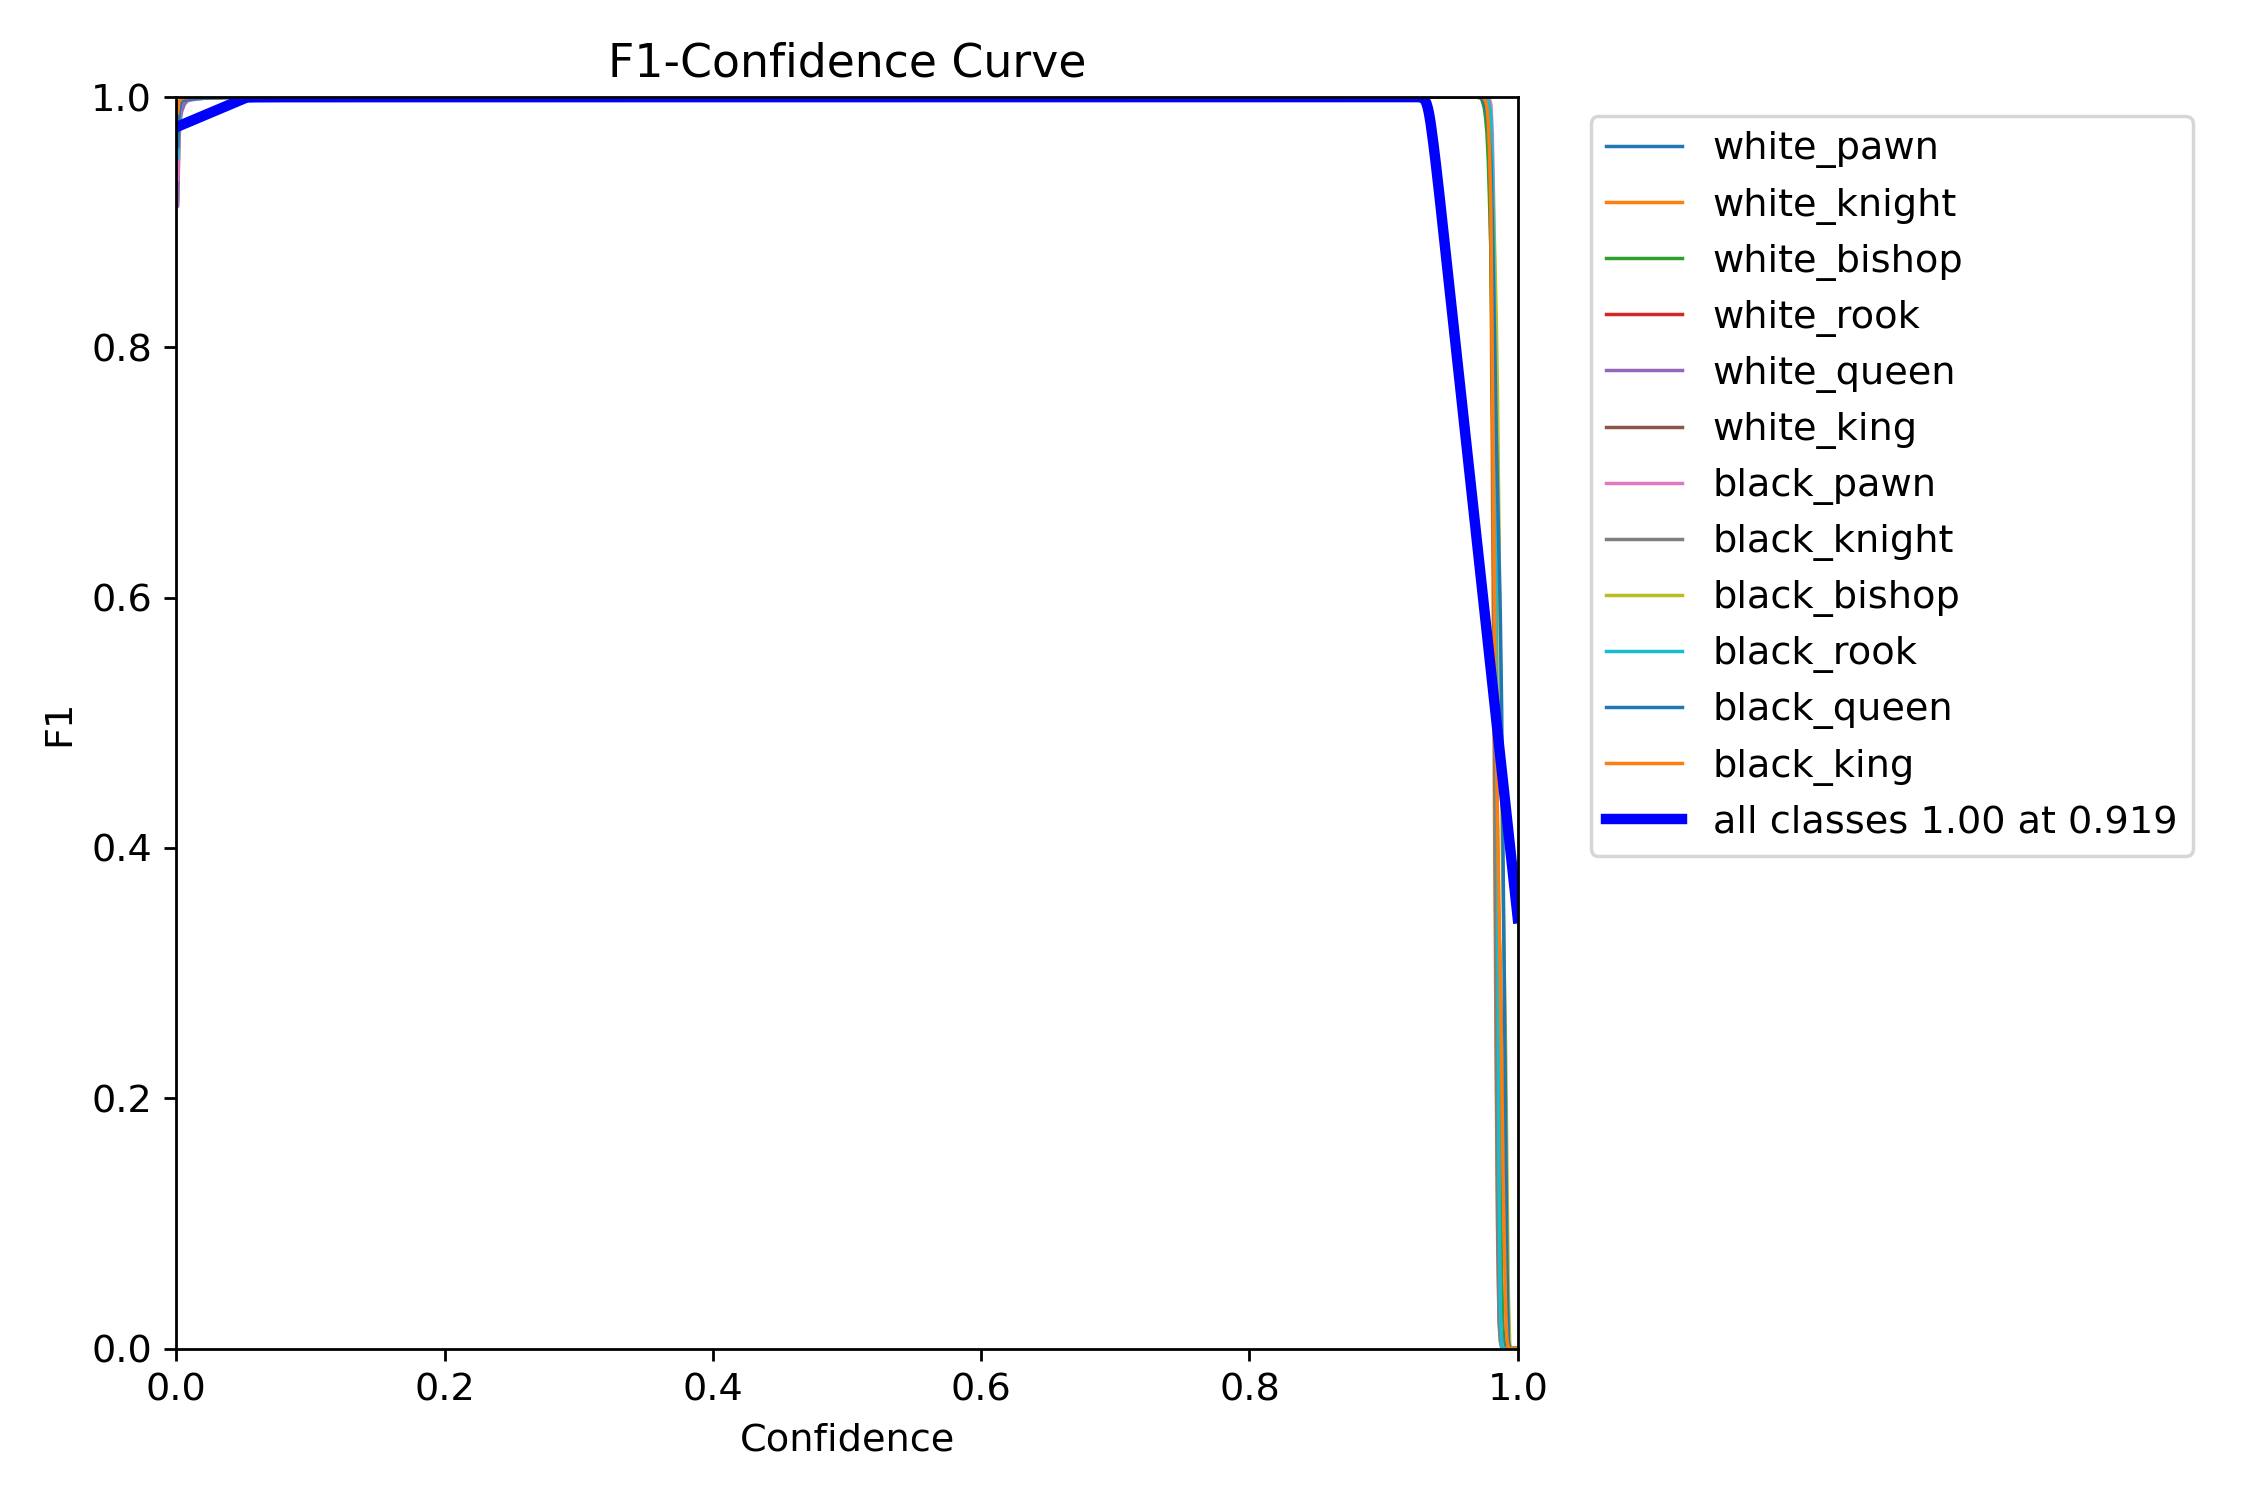 F1-Confidence Curve
1.0
0.8
0.6
0.4
0.2
0.0
F1
0.0 0.2 0.4 0.6 0.8 1.0
Confidence
white_pawn
white_knight
white_bishop
white_rook
white_queen
white_king
black_pawn
black_knight
black_bishop
black_rook
black_queen
black_king
all classes 1.00 at 0.919